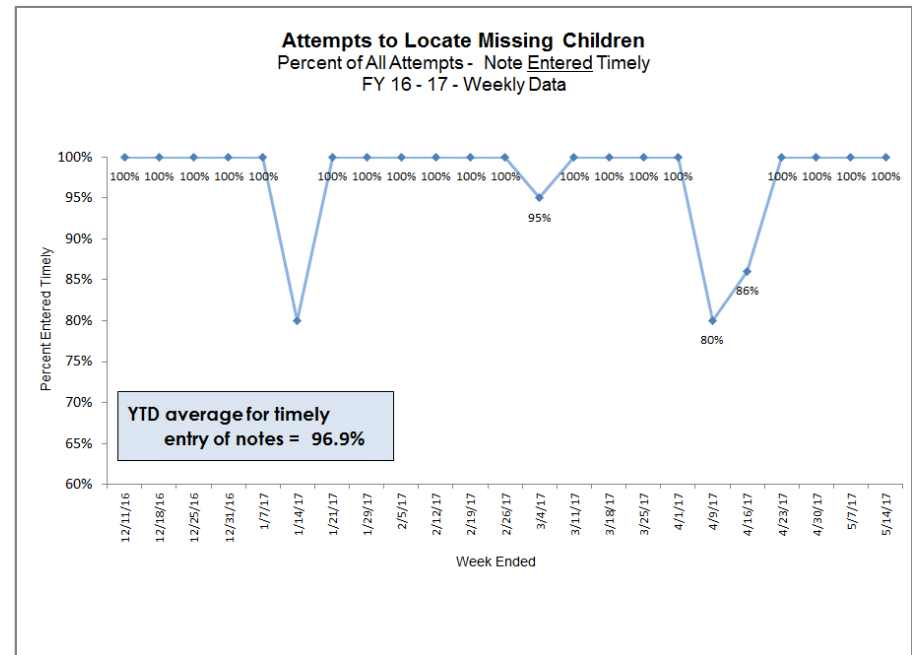 Attempts to Locate Missing Children
Percent of All Attempts - Note Entered Timely
FY 16 - 17 - Weekly Data
Percent Entered Timely
100%
95%
90%
85%
80%
75%
70%
65%
60%
100% 100% 100% 100% 100% 100% 100% 100% 100% 100% 100% 100% 100% 100% 100% 100% 100% 100% 100%
95%
86%
80%
YTD average for timely
entry of notes = 96.9%
12/11/16 12/18/16 12/25/16 12/31/16 1/7/17 1/14/17 1/21/17 1/29/17 2/5/17 2/12/17 2/19/17 2/26/17 3/4/17 3/11/17 3/18/17 3/25/17 4/1/17 4/9/17 4/16/17 4/23/17 4/30/17 5/7/17 5/14/17
Week Ended